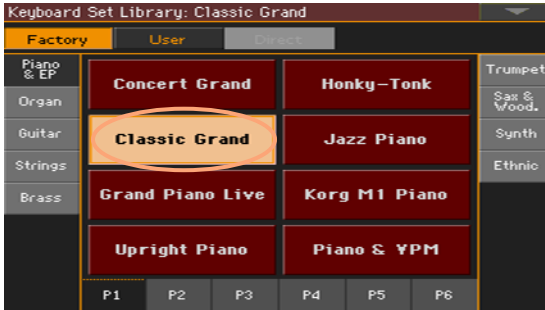 Keyboard Set Library: Classic Grand
Factory
User
Direct
Piano
& EP
Organ
Guitar
Strings
Brass
Concert Grand
Honky-Tonk
Classic Grand
Jazz Piano
Grand Piano Live
Korg M1 Piano
Upright Piano
Piano & ¥PM
Trumpet
Sax &
Wood.
Synth
Ethnic
P1
P2
P3
P4
P5
P6